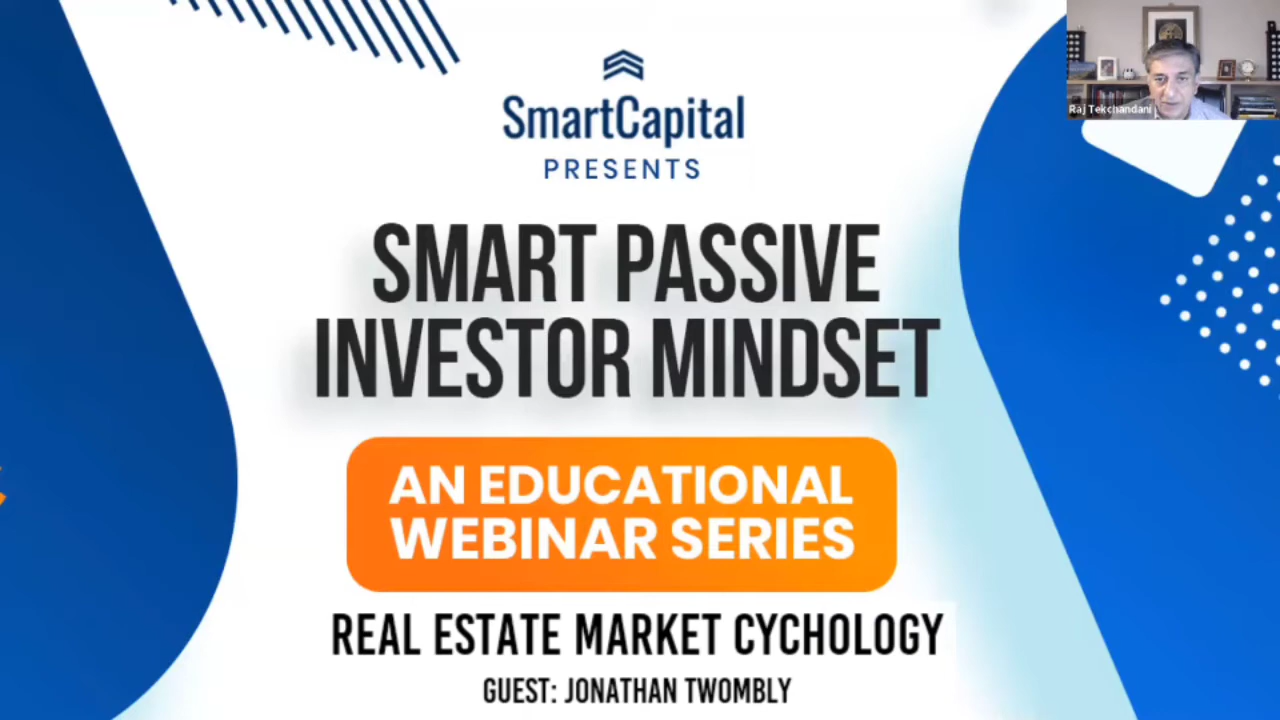 SmartCapital
PRESENTS
SMART PASSIVE
INVESTOR MINDSET
AN EDUCATIONAL
WEBINAR SERIES
REAL ESTATE MARKET CYCHOLOGY
GUEST: JONATHAN TWOMBLY
Raj Tekchandani